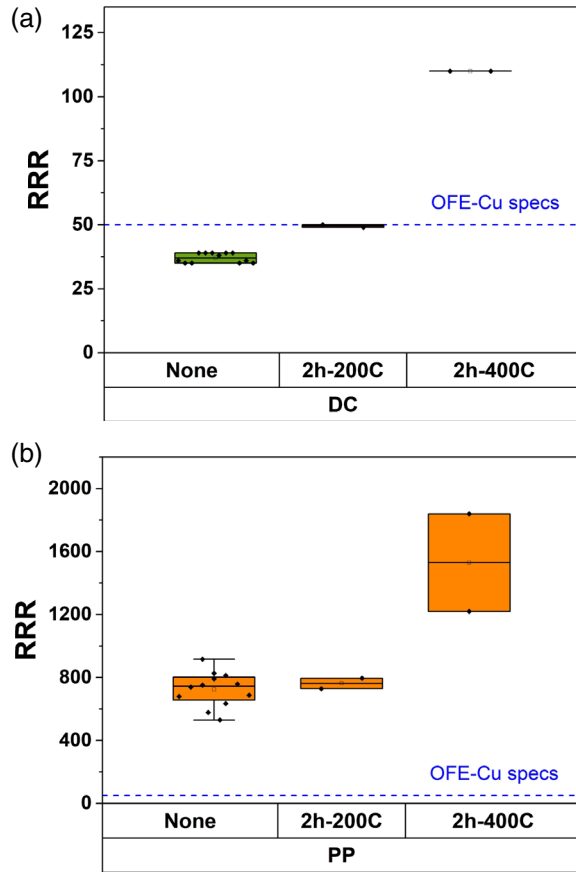 (a)
125
100
75
50
25
0
RRR
OFE-Cu specs
None 2h-200C 2h-400C
DC
(b)
2000
1600
1200
800
400
0
RRR
OFE-Cu specs
None 2h-200C 2h-400C
PP